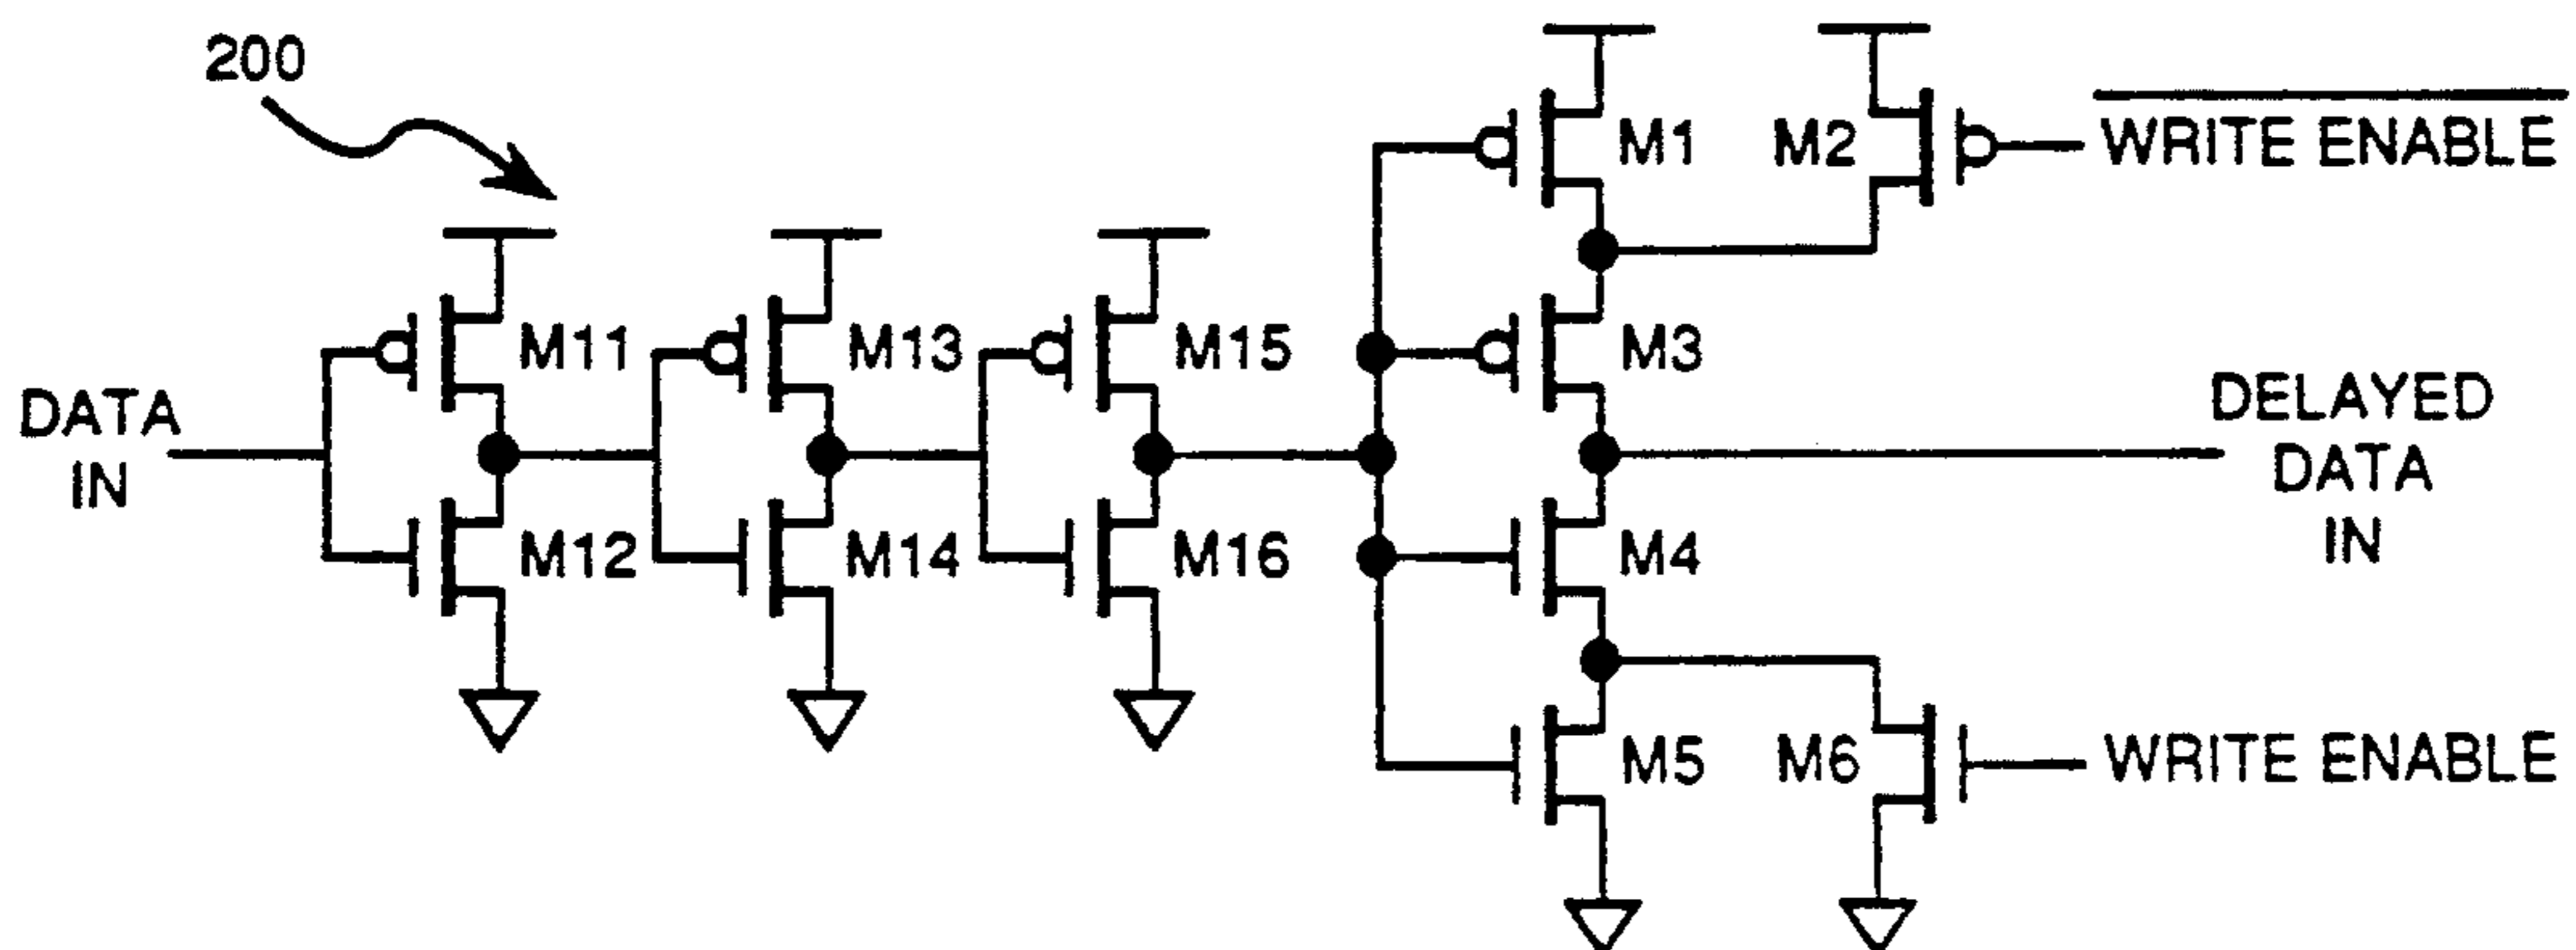 200
M1
M2
WRITE ENABLE
M11
M13
M15
M3
DATA
IN
DELAYED
DATA
IN
M12
M14
M16
M4
M5
M6
WRITE ENABLE